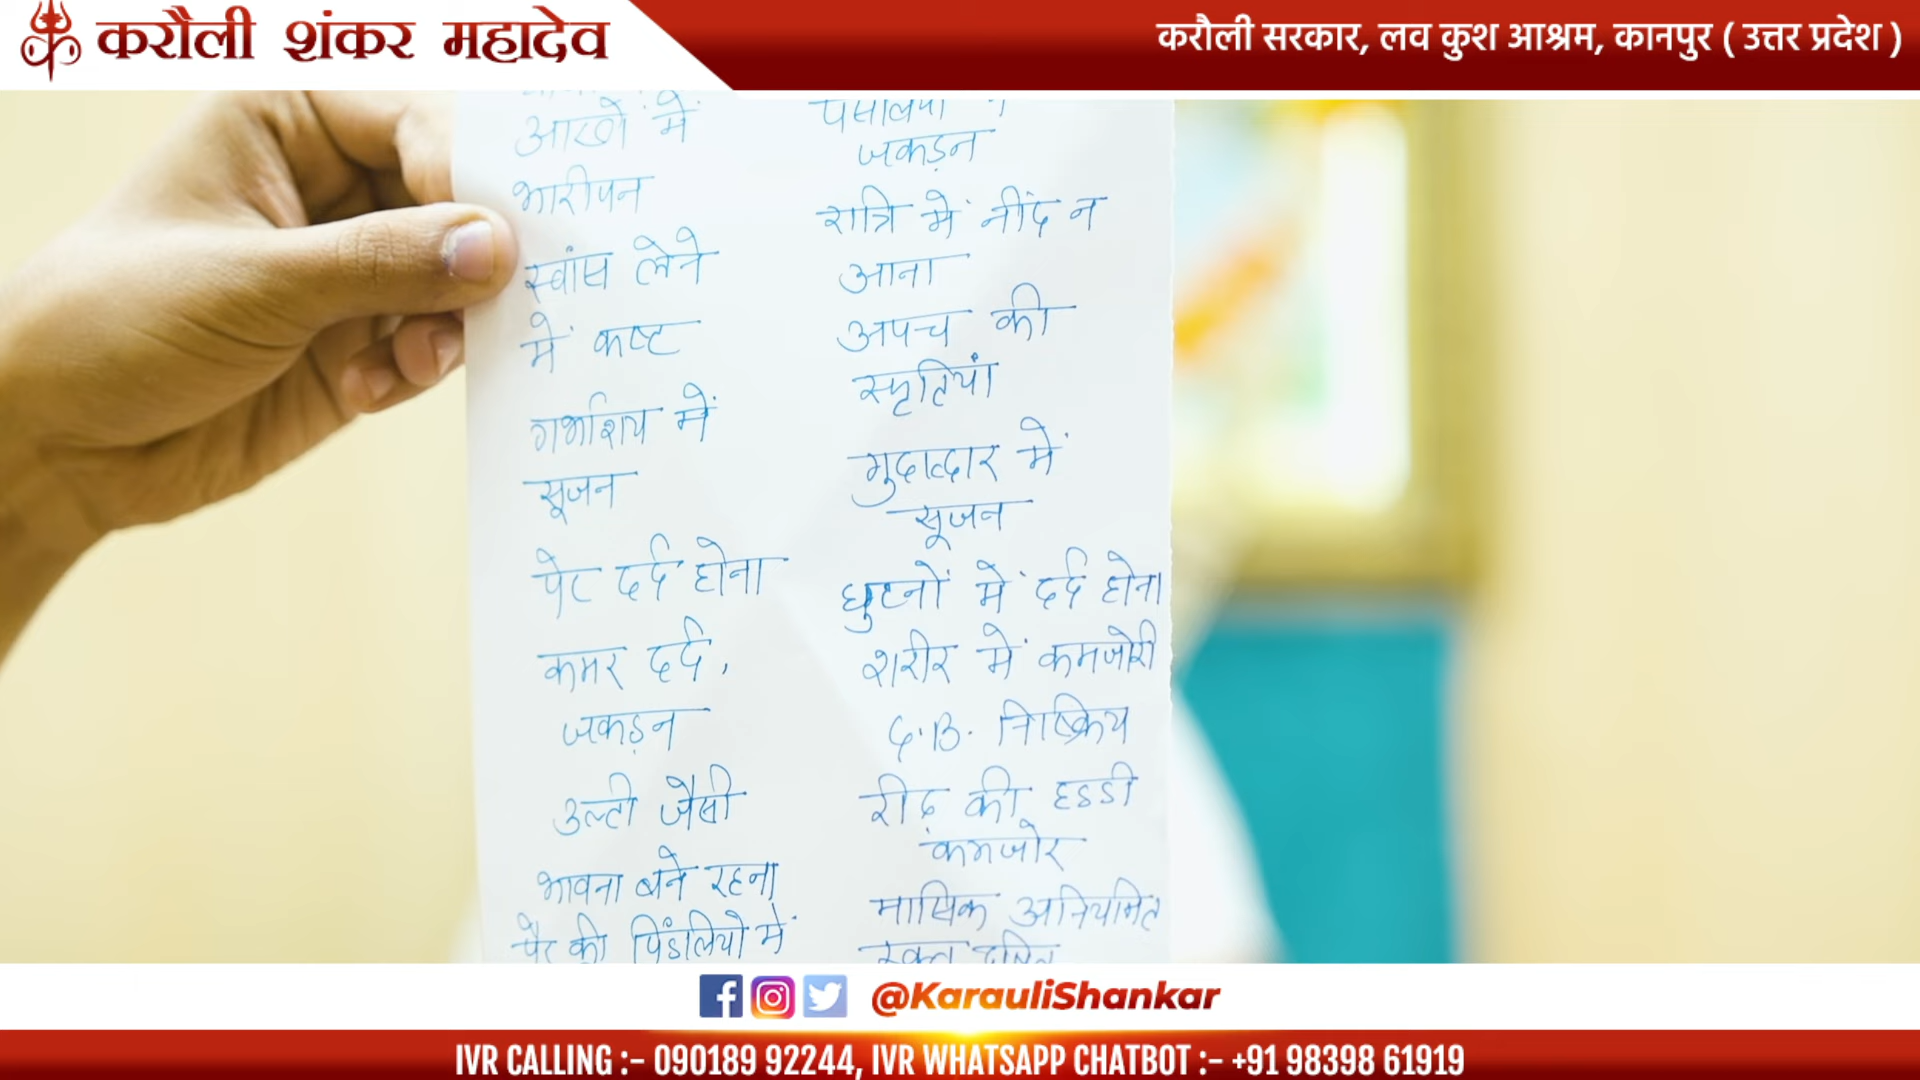 करौली शंकर महादेव
करौली सरकार, लव कुश आश्रम, कानपुर ( उत्तर प्रदेश )
आखों में
भारीपन
स्वांस लेने
में कष्ट
गर्भाशय में
सूजन
पेट दर्द होना
कमर दर्द,
जकड़न
उल्टी जैसी
भावना बने रहना
पैर की पिंडलियो में
जकड़न
रात्रि में नींद न
आना
अपच की
स्मृतियां
गुदाद्वार में
सूजन
घुटनों में दर्द होना
शरीर में कमजोरी
निष्क्रिय
रीढ़ की हडडी
कमजोर
मासिक अनियमित
@KarauliShankar
IVR CALLING :- 090189 92244, IVR WHATSAPP CHATBOT :- +91 98398 61919